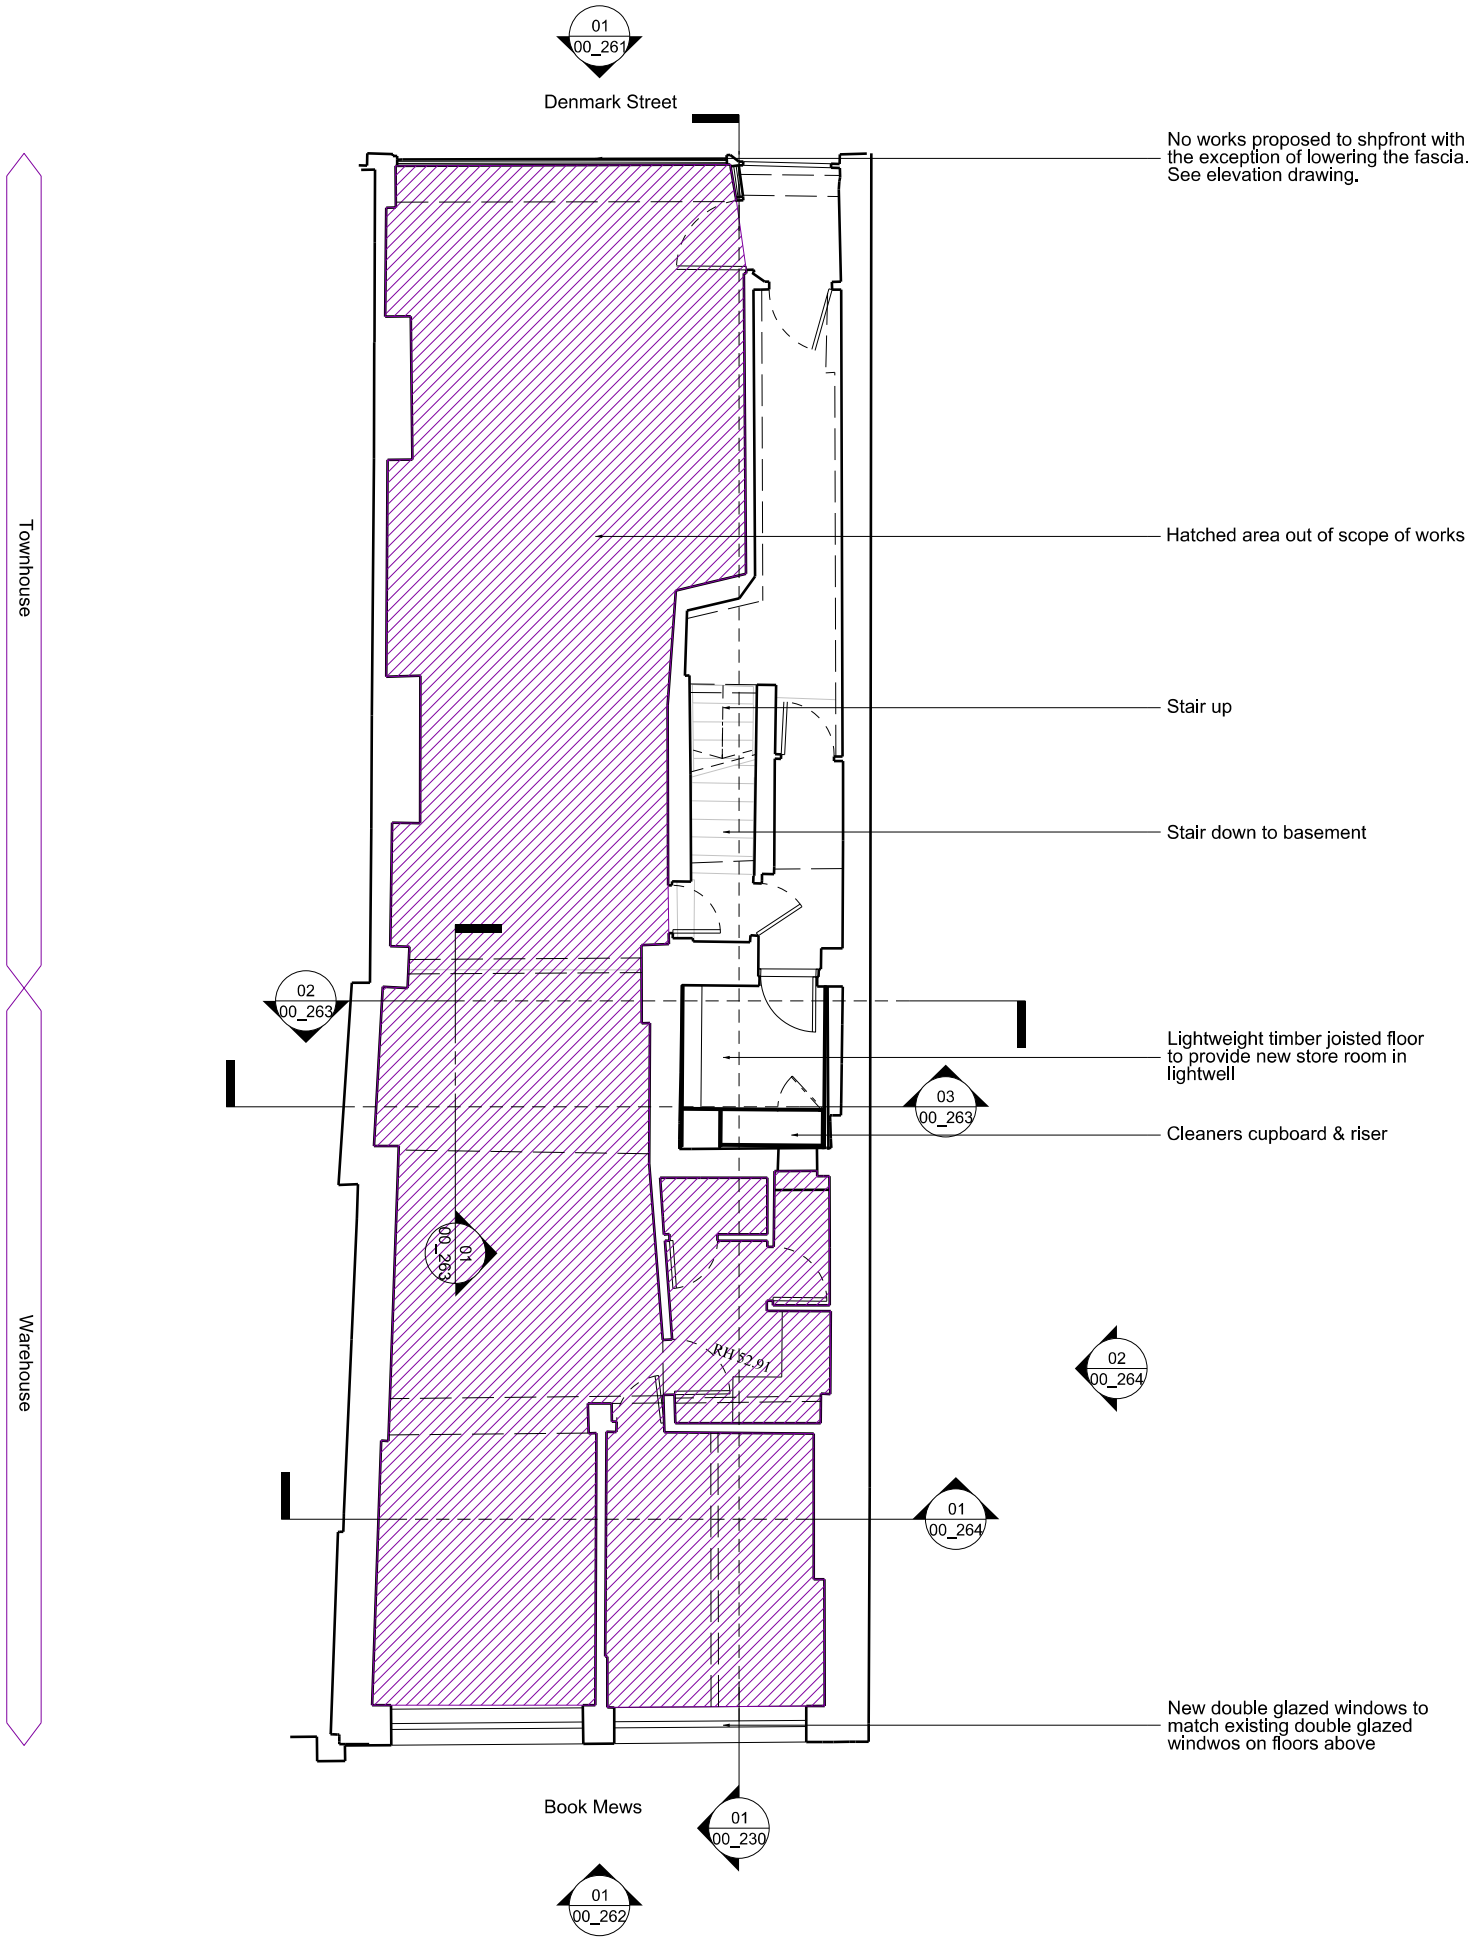 01
00_261
Denmark Street
No works proposed to shpfront with
the exception of lowering the fascia.
See elevation drawing.
Townhouse
Hatched area out of scope of works
Stair up
Stair down to basement
02
00_263
Lightweight timber joisted floor
to provide new store room in
lightwell
03
00_263
Cleaners cupboard & riser
01
00_263
Warehouse
RH 52.91
02
00_264
01
00_264
New double glazed windows to
match existing double glazed
windwos on floors above
Book Mews
01
00_230
01
00_262